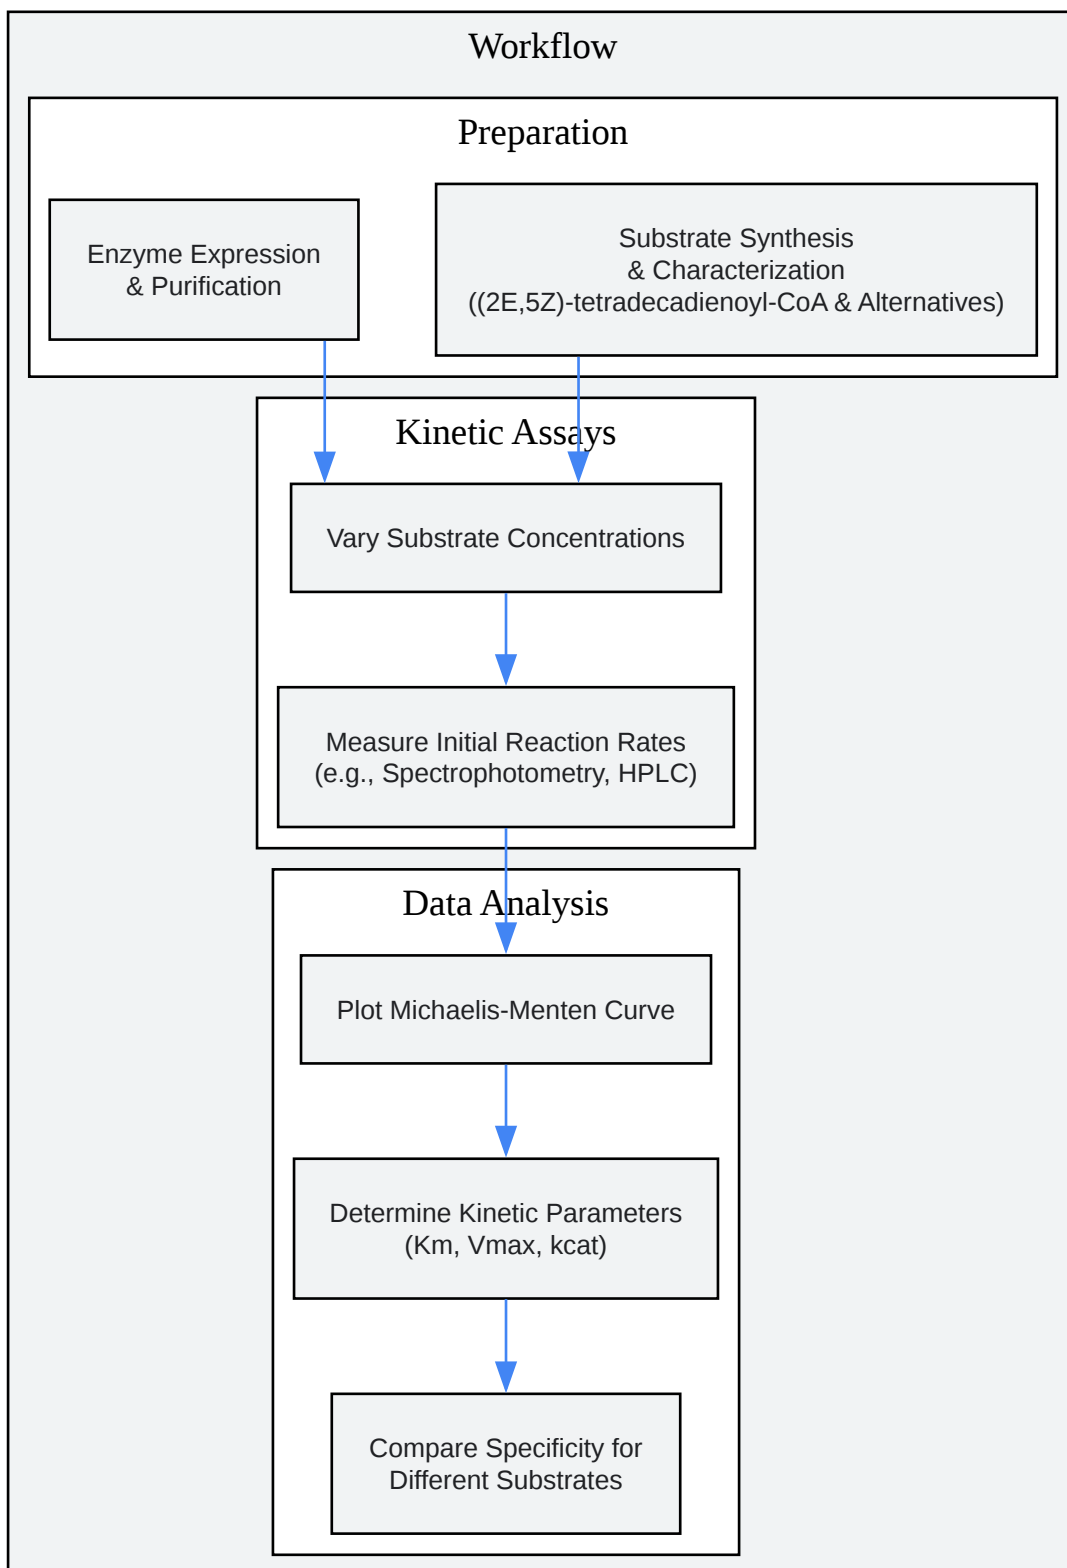 Workflow
Preparation
Enzyme Expression
& Purification
Substrate Synthesis
& Characterization
((2E,5Z)-tetradecadienoyl-CoA & Alternatives)
Kinetic Assays
Vary Substrate Concentrations
Measure Initial Reaction Rates
(e.g., Spectrophotometry, HPLC)
Data Analysis
Plot Michaelis-Menten Curve
Determine Kinetic Parameters
(Km, Vmax, kcat)
Compare Specificity for
Different Substrates